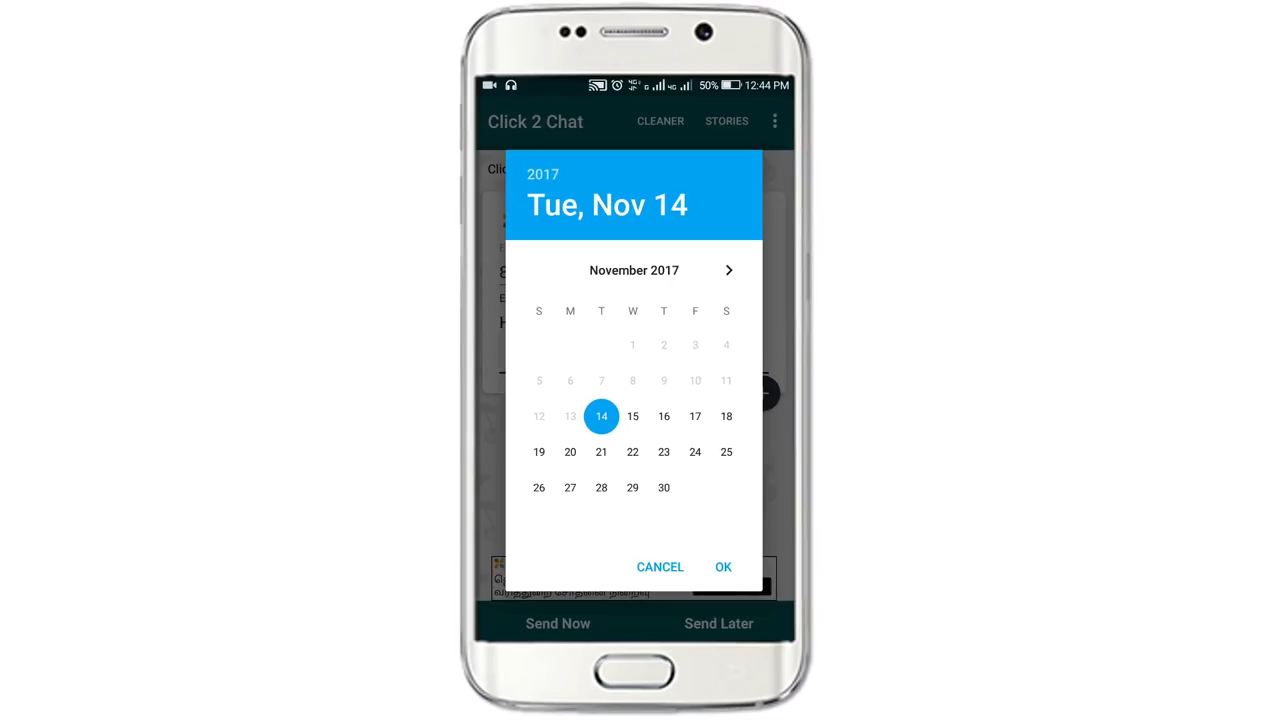 50% 12:44 PM
Click 2 Chat CLEANER STORIES
2017
Tue, Nov 14
November 2017
S M T W T F S
1 2 3 4
5 6 7 8 9 10 11
12 13 14 15 16 17 18
19 20 21 22 23 24 25
26 27 28 29 30
CANCEL OK
Send Now Send Later